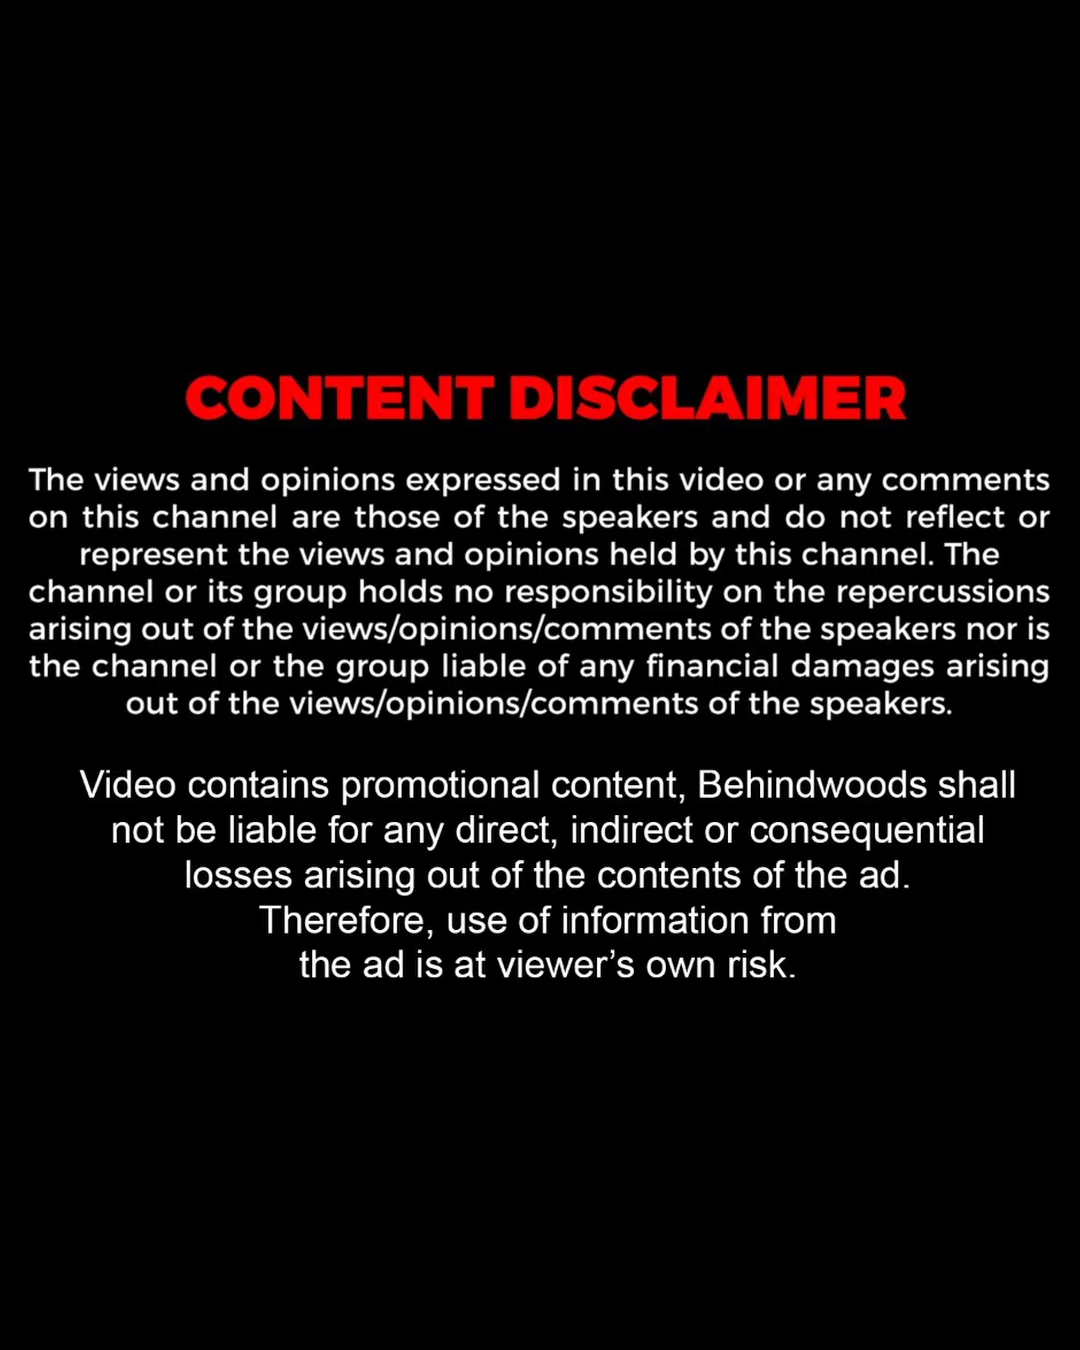 CONTENT DISCLAIMER
The views and opinions expressed in this video or any comments
on this channel are those of the speakers and do not reflect or
represent the views and opinions held by this channel. The
channel or its group holds no responsibility on the repercussions
arising out of the views/opinions/comments of the speakers nor is
the channel or the group liable of any financial damages arising
out of the views/opinions/comments of the speakers.
Video contains promotional content, Behindwoods shall
not be liable for any direct, indirect or consequential
losses arising out of the contents of the ad.
Therefore, use of information from
the ad is at viewer’s own risk.